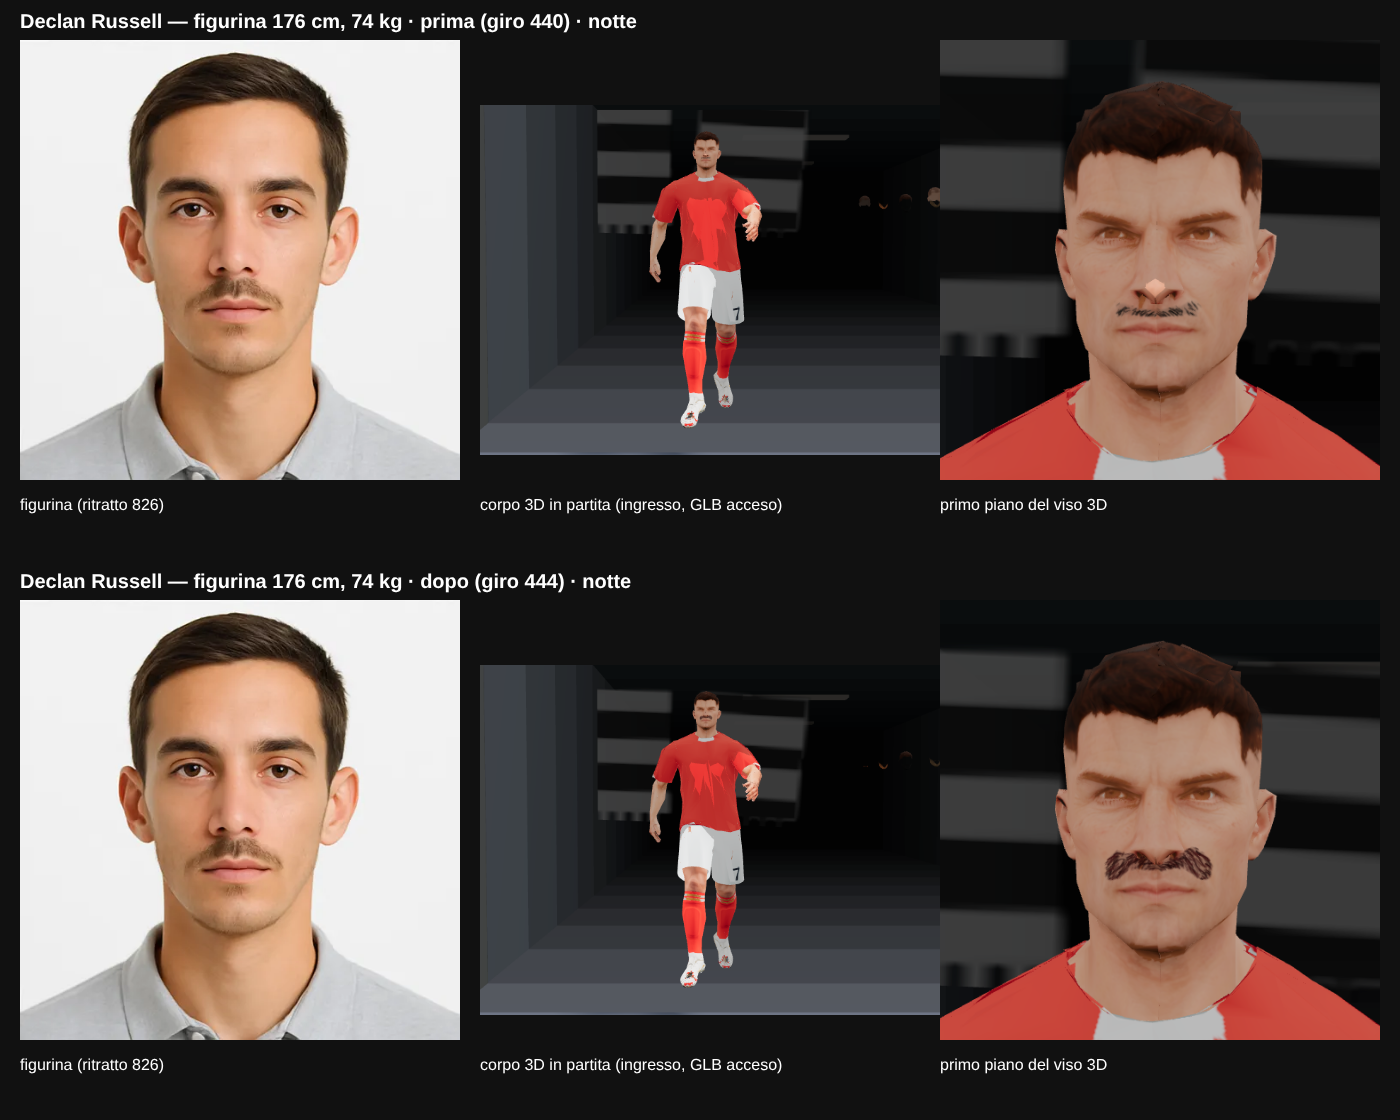 Declan Russell — figurina 176 cm, 74 kg · prima (giro 440) · notte
7
figurina (ritratto 826)
corpo 3D in partita (ingresso, GLB acceso)
primo piano del viso 3D
Declan Russell — figurina 176 cm, 74 kg · dopo (giro 444) · notte
7
figurina (ritratto 826)
corpo 3D in partita (ingresso, GLB acceso)
primo piano del viso 3D